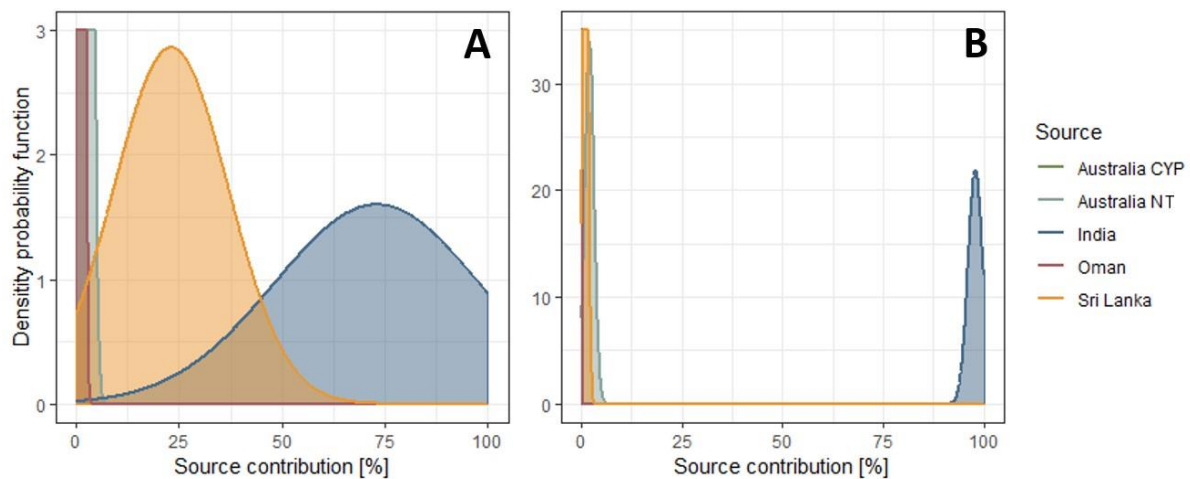 A
B
Densitity probability function
3
2
1
0
0
25
50
75
100
Source contribution [%]
30
20
10
0
0
25
50
75
100
Source contribution [%]
Source
Australia CYP
Australia NT
India
Oman
Sri Lanka